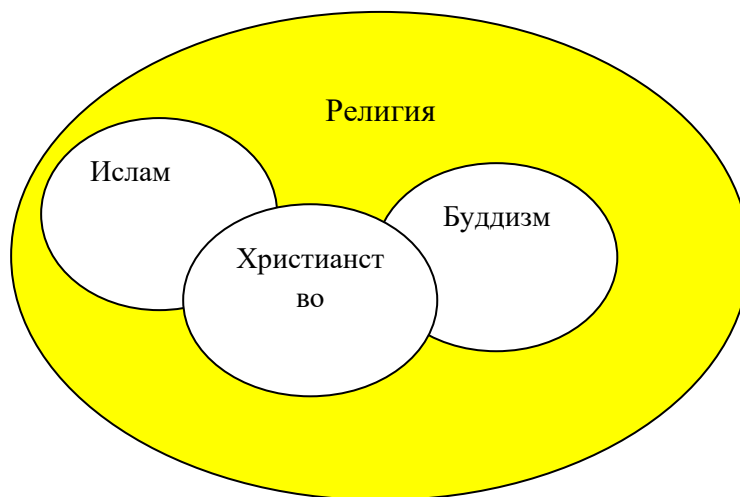 Религия
Ислам
Буддизм
Христианст
во